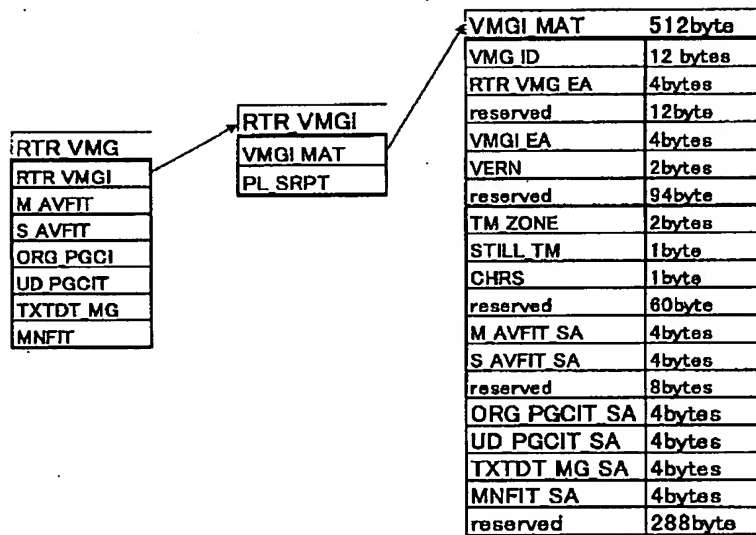 RTR VMG
RTR VMGI
M AVFIT
S AVFIT
ORG PGCI
UD PGCIT
TXTDT MG
MNFIT
RTR VMGI
VMGI MAT
PL SRPT
VMGI MAT 512byte
VMG ID 12 bytes
RTR VMG EA 4bytes
reserved 12byte
VMGI EA 4bytes
VERN 2bytes
reserved 94byte
TM ZONE 2bytes
STILL TM 1byte
CHRS 1byte
reserved 60byte
M AVFIT SA 4bytes
S AVFIT SA 4bytes
reserved 8bytes
ORG PGCIT SA 4bytes
UD PGCIT SA 4bytes
TXTDT MG SA 4bytes
MNFIT SA 4bytes
reserved 288byte